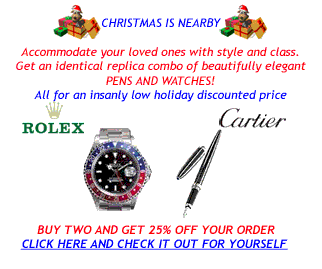 CHRISTMAS IS NEARBY
Accommodate your loved ones with style and class.
Get an identical replica combo of beautifully elegant
PENS AND WATCHES!
All for an insanly low holiday discounted price
ROLEX
Cartier
BUY TWO AND GET 25% OFF YOUR ORDER
CLICK HERE AND CHECK IT OUT FOR YOURSELF